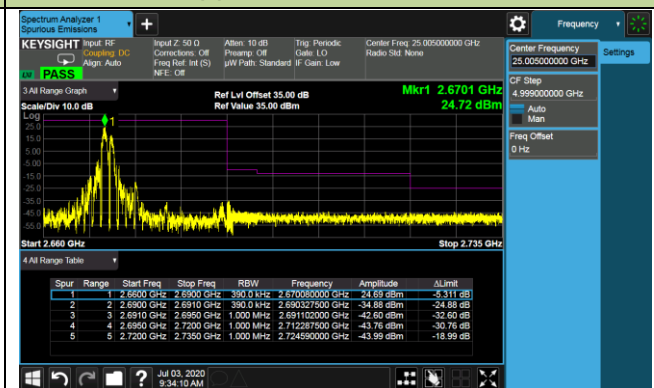 Spectrum Analyzer 1
Spurious Emissions
+
Frequency
KEYSIGHT
Input: RF
Coupling: DC
Align: Auto
Input Z: 50 Ω
Corrections: Off
Freq Ref: Int (S)
NFE: Off
Atten: 10 dB
Preamp: Off
µW Path: Standard
Trig: Periodic
Gate: LO
IF Gain: Low
Center Freq: 25.005000000 GHz
Radio Std: None
PASS
Center Frequency
25.005000000 GHz
Settings
CF Step
4.999000000 GHz
Auto
Man
Freq Offset
0 Hz
3 All Range Graph
Scale/Div 10.0 dB
Ref Lvl Offset 35.00 dB
Ref Value 35.00 dBm
Mkr1 2.6701 GHz
24.72 dBm
Log
25.0
15.0
5.00
-5.00
-15.0
-25.0
-35.0
-45.0
-55.0
1
Start 2.660 GHz
Stop 2.735 GHz
4 All Range Table
Spur Range Start Freq Stop Freq RBW Frequency Amplitude ΔLimit
1 1 2.6600 GHz 2.6900 GHz 390.0 kHz 2.670080000 GHz 24.69 dBm -5.311 dB
2 2 2.6900 GHz 2.6910 GHz 390.0 kHz 2.690327500 GHz -34.88 dBm -24.88 dB
3 3 2.6910 GHz 2.6950 GHz 1.000 MHz 2.691102000 GHz -42.60 dBm -32.60 dB
4 4 2.6950 GHz 2.7200 GHz 1.000 MHz 2.712287500 GHz -43.76 dBm -30.76 dB
5 5 2.7200 GHz 2.7350 GHz 1.000 MHz 2.724590000 GHz -43.99 dBm -18.99 dB
?
Jul 03, 2020
9:34:10 AM